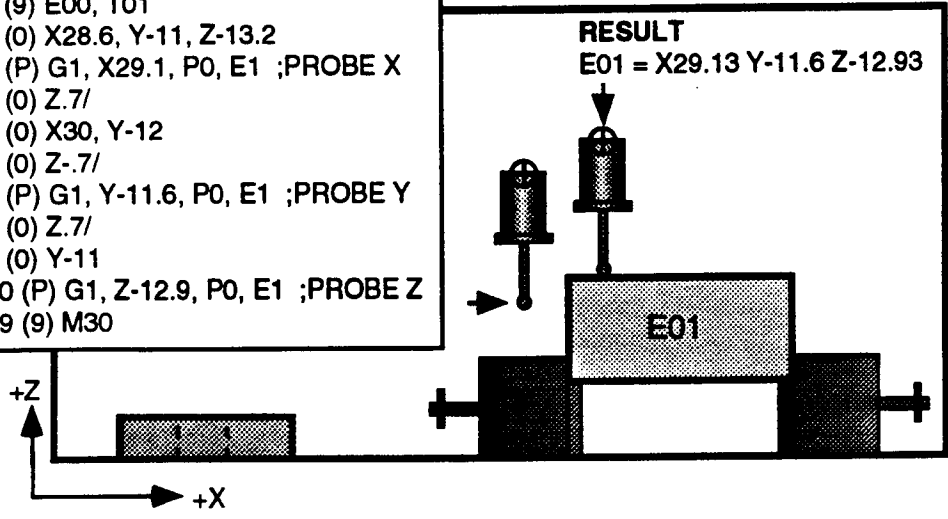 (9) E00, T01
(0) X28.6, Y-11, Z-13.2
(P) G1, X29.1, P0, E1 ;PROBE X
(0) Z.7/
(0) X30, Y-12
(0) Z-.7/
(P) G1, Y-11.6, P0, E1 ;PROBE Y
(0) Z.7/
(0) Y-11
0 (P) G1, Z-12.9, P0, E1 ;PROBE Z
9 (9) M30
RESULT
E01 = X29.13 Y-11.6 Z-12.93
E01
+Z
+X